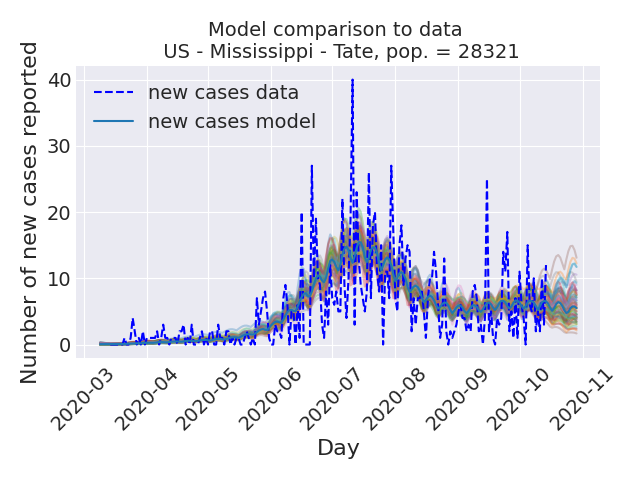 Model comparison to data
US - Mississippi - Tate, pop. = 28321
Number of new cases reported
40
30
20
10
0
new cases data
new cases model
2020-03
2020-04
2020-05
2020-06
2020-07
2020-08
2020-09
2020-10
2020-11
Day